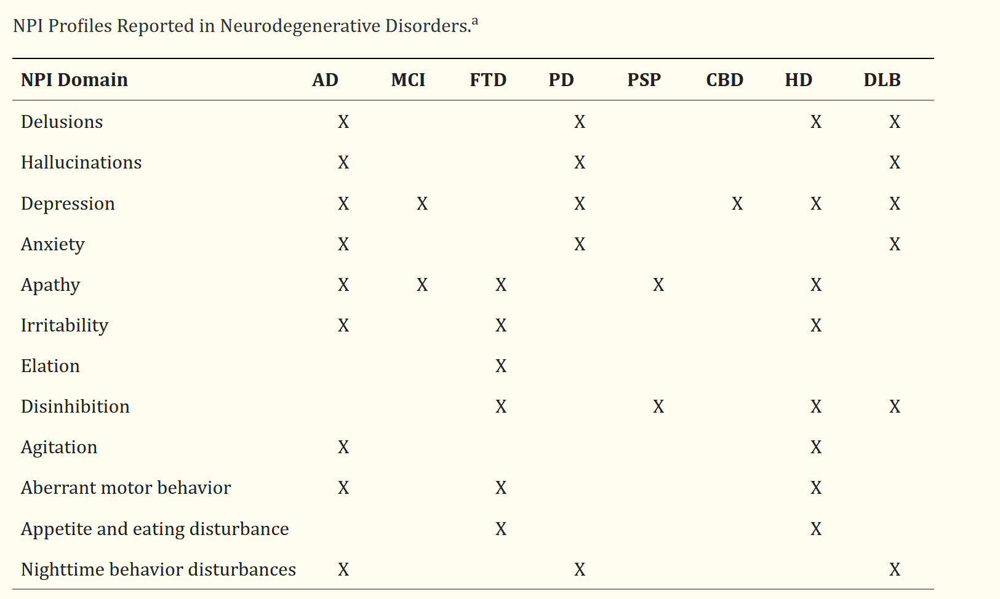 NPI Profiles Reported in Neurodegenerative Disorders.a
NPI Domain AD MCI FTD PD PSP CBD HD DLB
Delusions X X X X
Hallucinations X X X
Depression X X X X X X
Anxiety X X X
Apathy X X X X X
Irritability X X X
Elation X
Disinhibition X X X X
Agitation X X
Aberrant motor behavior X X X
Appetite and eating disturbance X X
Nighttime behavior disturbances X X X